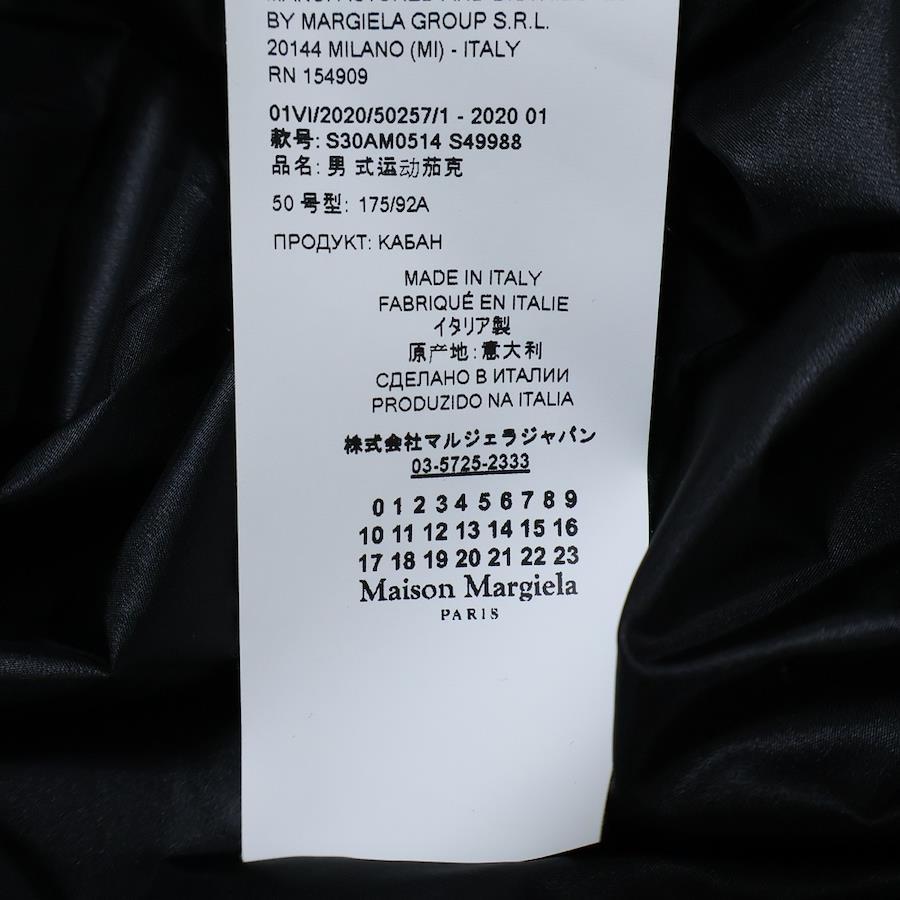 BY MARGIELA GROUP S.R.L.
20144 MILANO (MI) - ITALY
RN 154909
01VI/2020/50257/1 - 2020 01
款号: S30AM0514 S49988
品名: 男 式运动茄克
50 号型: 175/92A
ПРОДУКТ: КАБАН
MADE IN ITALY
FABRIQUÉ EN ITALIE
イタリア製
原产地: 意大利
СДЕЛАНО В ИТАЛИИ
PRODUZIDO NA ITALIA
株式会社マルジェラジャパン
03-5725-2333
0 1 2 3 4 5 6 7 8 9
10 11 12 13 14 15 16
17 18 19 20 21 22 23
Maison Margiela
PARIS